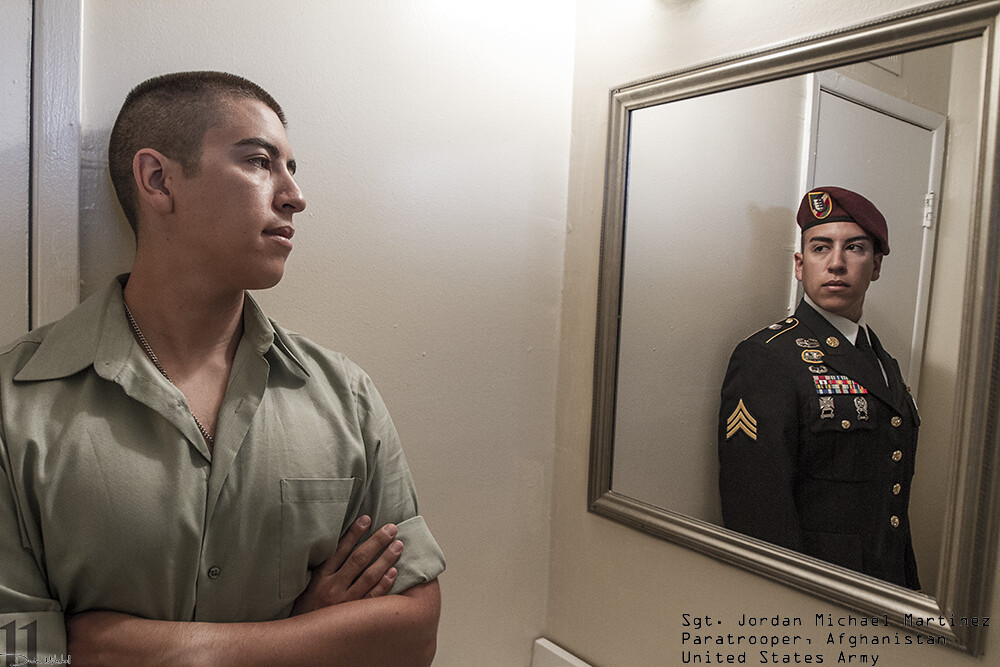 Sgt. Jordan Michael Martinez
Paratrooper, Afghanistan
United States Army
11